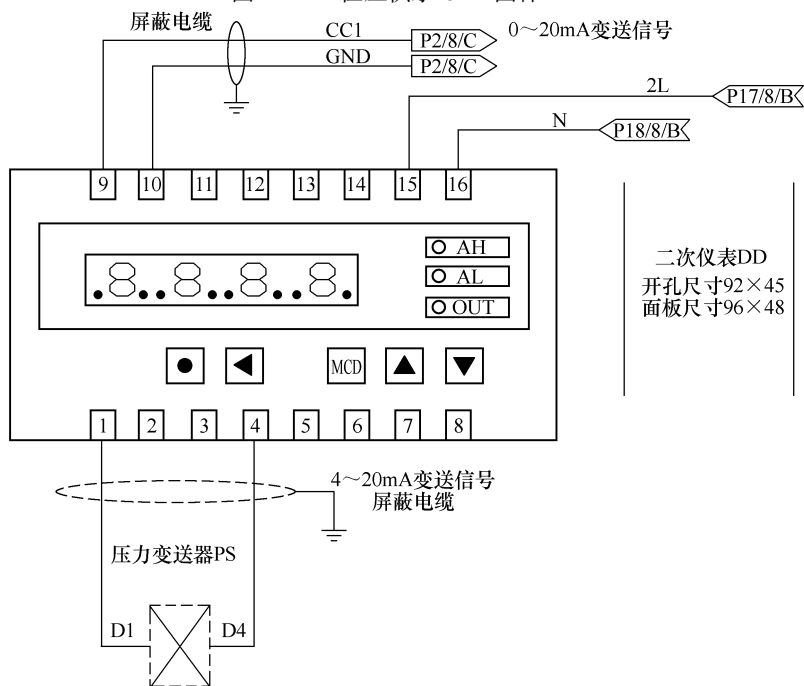 屏蔽电缆
CC1
P2/8/C
0～20mA变送信号
GND
P2/8/C
2L
P17/8/B
N
P18/8/B
9
10
11
12
13
14
15
16
AH
AL
OUT
8.8.8.8.
二次仪表DD
开孔尺寸92×45
面板尺寸96×48
MCD
1
2
3
4
5
6
7
8
4～20mA变送信号
屏蔽电缆
压力变送器PS
D1
D4